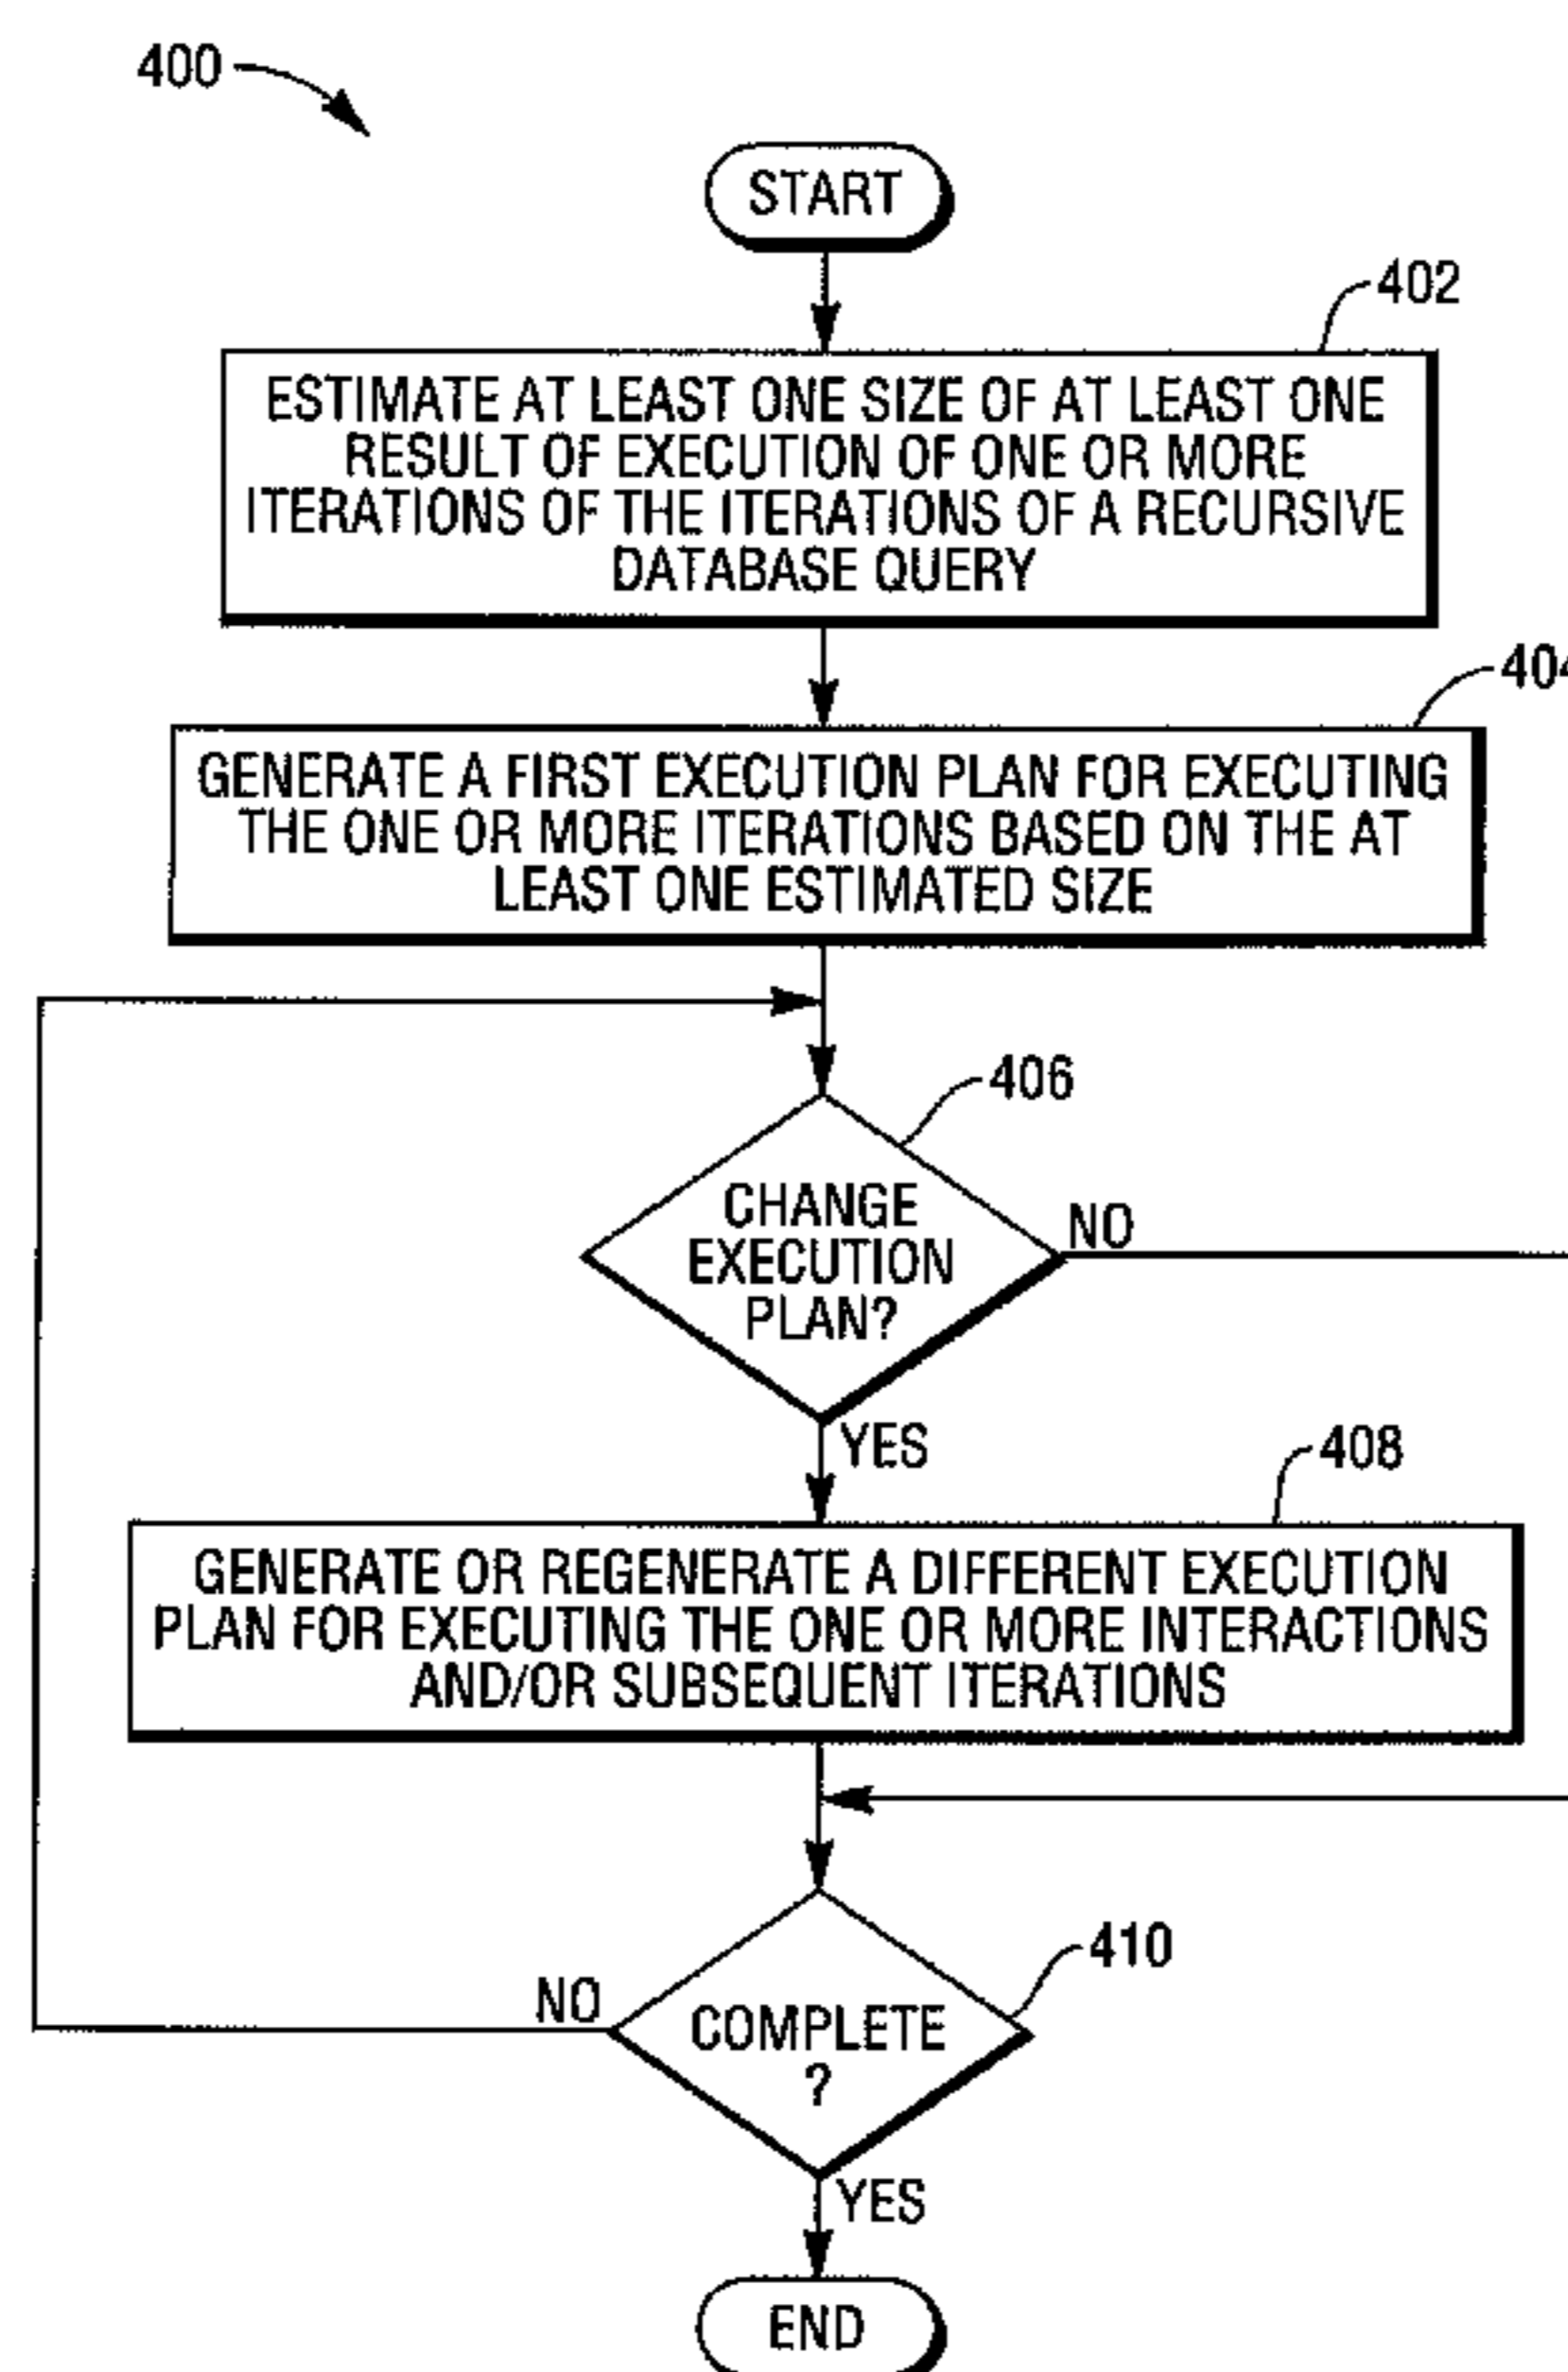 400
START
402
ESTIMATE AT LEAST ONE SIZE OF AT LEAST ONE
RESULT OF EXECUTION OF ONE OR MORE
ITERATIONS OF THE ITERATIONS OF A RECURSIVE
DATABASE QUERY
404
GENERATE A FIRST EXECUTION PLAN FOR EXECUTING
THE ONE OR MORE ITERATIONS BASED ON THE AT
LEAST ONE ESTIMATED SIZE
406
CHANGE
EXECUTION
PLAN?
NO
YES
408
GENERATE OR REGENERATE A DIFFERENT EXECUTION
PLAN FOR EXECUTING THE ONE OR MORE INTERACTIONS
AND/OR SUBSEQUENT ITERATIONS
410
NO
COMPLETE
?
YES
END